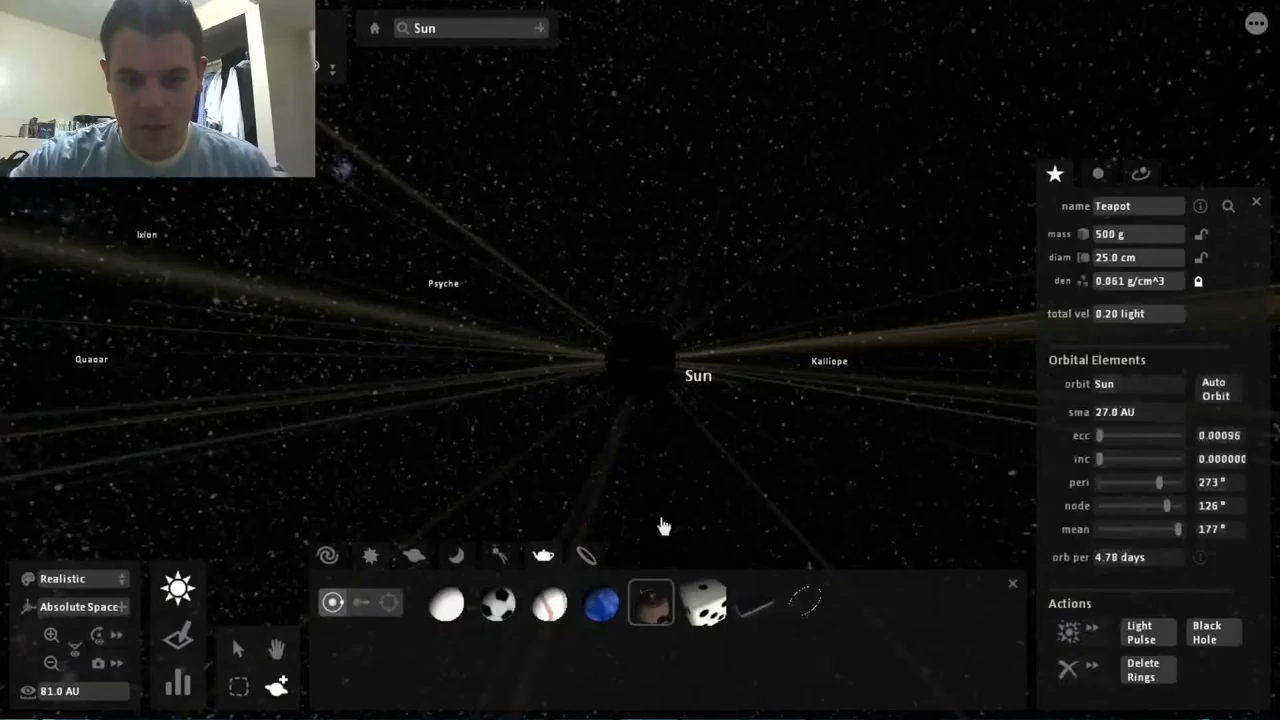 Sun
Ixion
Psyche
Quaoar
Kalliope
Sun
name Teapot
mass 500 g
diam 25.0 cm
den 0.061 g/cm^3
total vel 0.20 light
Orbital Elements
orbit Sun
Auto Orbit
sma 27.0 AU
ecc 0.00096
inc 0.000000
peri 273°
node 126°
mean 177°
orb per 4.78 days
Actions
Light Pulse
Black Hole
Delete Rings
Realistic
Absolute Space
81.0 AU